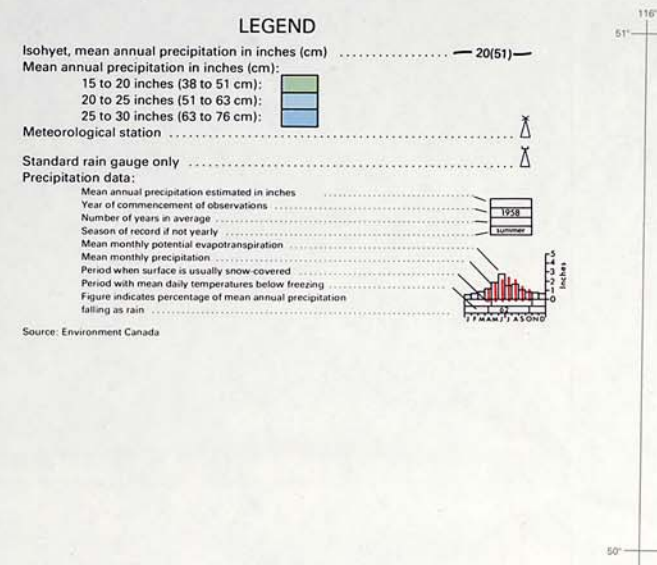 LEGEND
116°
51°
Isohyet, mean annual precipitation in inches (cm) 20(51)
Mean annual precipitation in inches (cm):
15 to 20 inches (38 to 51 cm):
20 to 25 inches (51 to 63 cm):
25 to 30 inches (63 to 76 cm):
Meteorological station
Standard rain gauge only
Precipitation data:
Mean annual precipitation estimated in inches
Year of commencement of observations 1958
Number of years in average
Season of record if not yearly summer
Mean monthly potential evapotranspiration
Mean monthly precipitation
Period when surface is usually snow-covered
Period with mean daily temperatures below freezing
Figure indicates percentage of mean annual precipitation
falling as rain
5
4
3
2
1
0
Inches
62
J F M A M J J A S O N D
Source: Environment Canada
50°